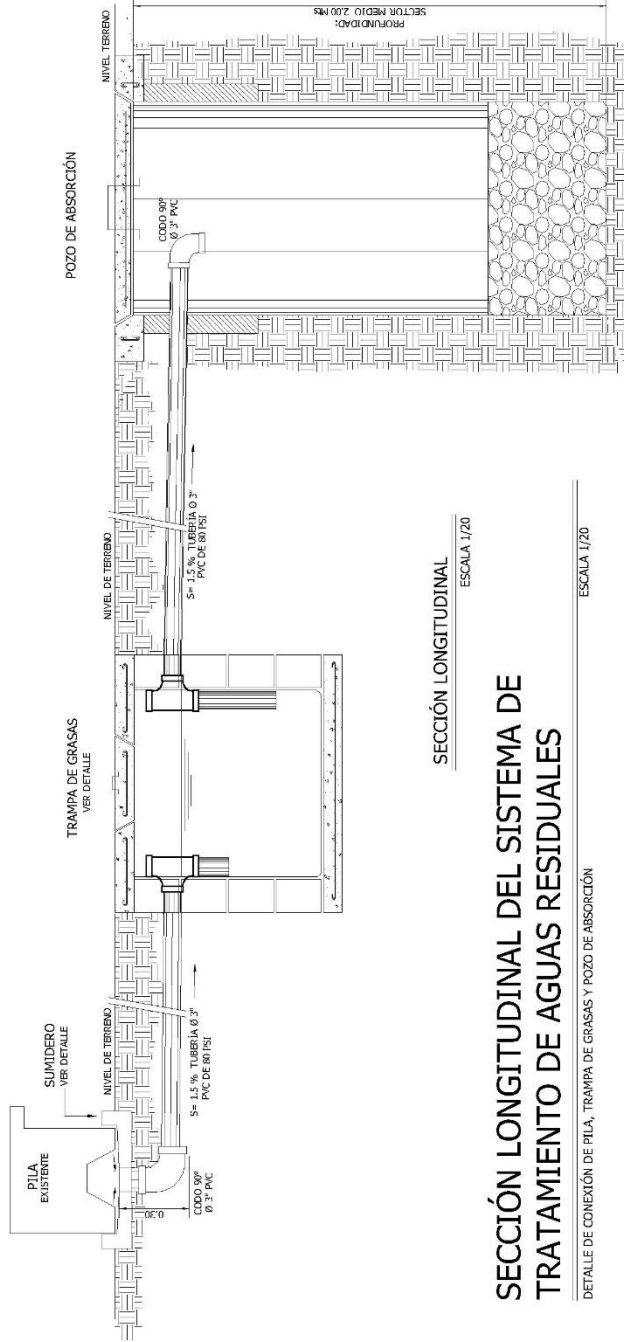 PILA
EXISTENTE
SUMIDERO
VER DETALLE
NIVEL DE TERRENO
0.30
CODO 90°
Ø 3" PVC
S= 1.5 % TUBERÍA Ø 3"
PVC DE 80 PSI
TRAMPA DE GRASAS
VER DETALLE
NIVEL DE TERRENO
S= 1.5 % TUBERÍA Ø 3"
PVC DE 80 PSI
POZO DE ABSORCIÓN
CODO 90°
Ø 3" PVC
NIVEL TERRENO
PROFUNDIDAD:
SECTOR MEDIO 2.00 Mts
SECCIÓN LONGITUDINAL
ESCALA 1/20
SECCIÓN LONGITUDINAL DEL SISTEMA DE
TRATAMIENTO DE AGUAS RESIDUALES
DETALLE DE CONEXIÓN DE PILA, TRAMPA DE GRASAS Y POZO DE ABSORCIÓN
ESCALA 1/20